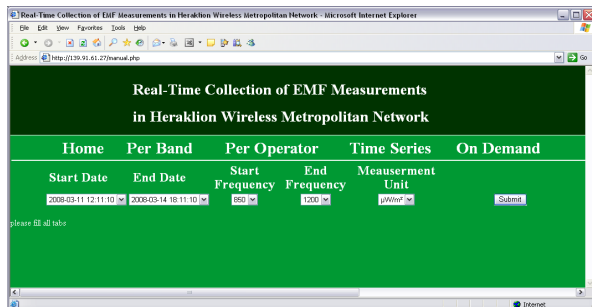 Real-Time Collection of EMF Measurements in Heraklion Wireless Metropolitan Network - Microsoft Internet Explorer
File Edit View Favorites Tools Help
Address http://139.91.61.27/manual.php Go
Real-Time Collection of EMF Measurements
in Heraklion Wireless Metropolitan Network
Home Per Band Per Operator Time Series On Demand
Start Date End Date Start Frequency End Frequency Meauserment Unit
2008-03-11 12:11:10 2008-03-14 18:11:10 850 1200 μW/m² Submit
please fill all tabs
Internet